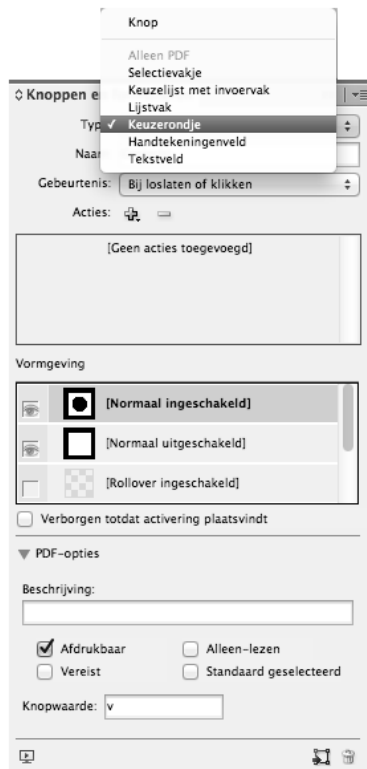 Knop
Alleen PDF
Selectievakje
Keuzelijst met invoervak
Lijstvak
✓ Keuzerondje
Handtekeningenveld
Tekstveld
Knoppen e
Typ
Naar
Gebeurtenis: Bij loslaten of klikken
Acties:
[Geen acties toegevoegd]
Vormgeving
[Normaal ingeschakeld]
[Normaal uitgeschakeld]
[Rollover ingeschakeld]
Verborgen totdat activering plaatsvindt
PDF-opties
Beschrijving:
Afdrukbaar Alleen-lezen
Vereist Standaard geselecteerd
Knopwaarde: v